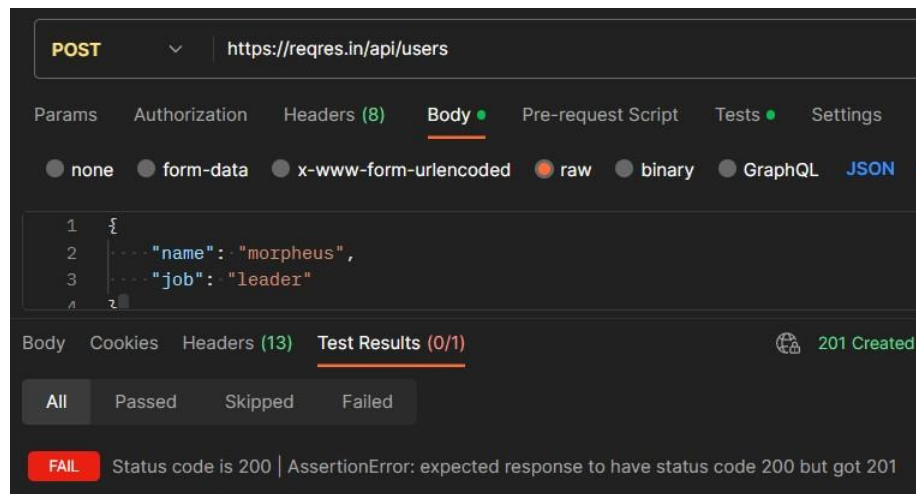 POST https://reqres.in/api/users
Params Authorization Headers (8) Body Pre-request Script Tests Settings
none form-data x-www-form-urlencoded raw binary GraphQL JSON
1 {
2 "name": "morpheus",
3 "job": "leader"
4 }
Body Cookies Headers (13) Test Results (0/1) 201 Created
All Passed Skipped Failed
FAIL Status code is 200 | AssertionError: expected response to have status code 200 but got 201